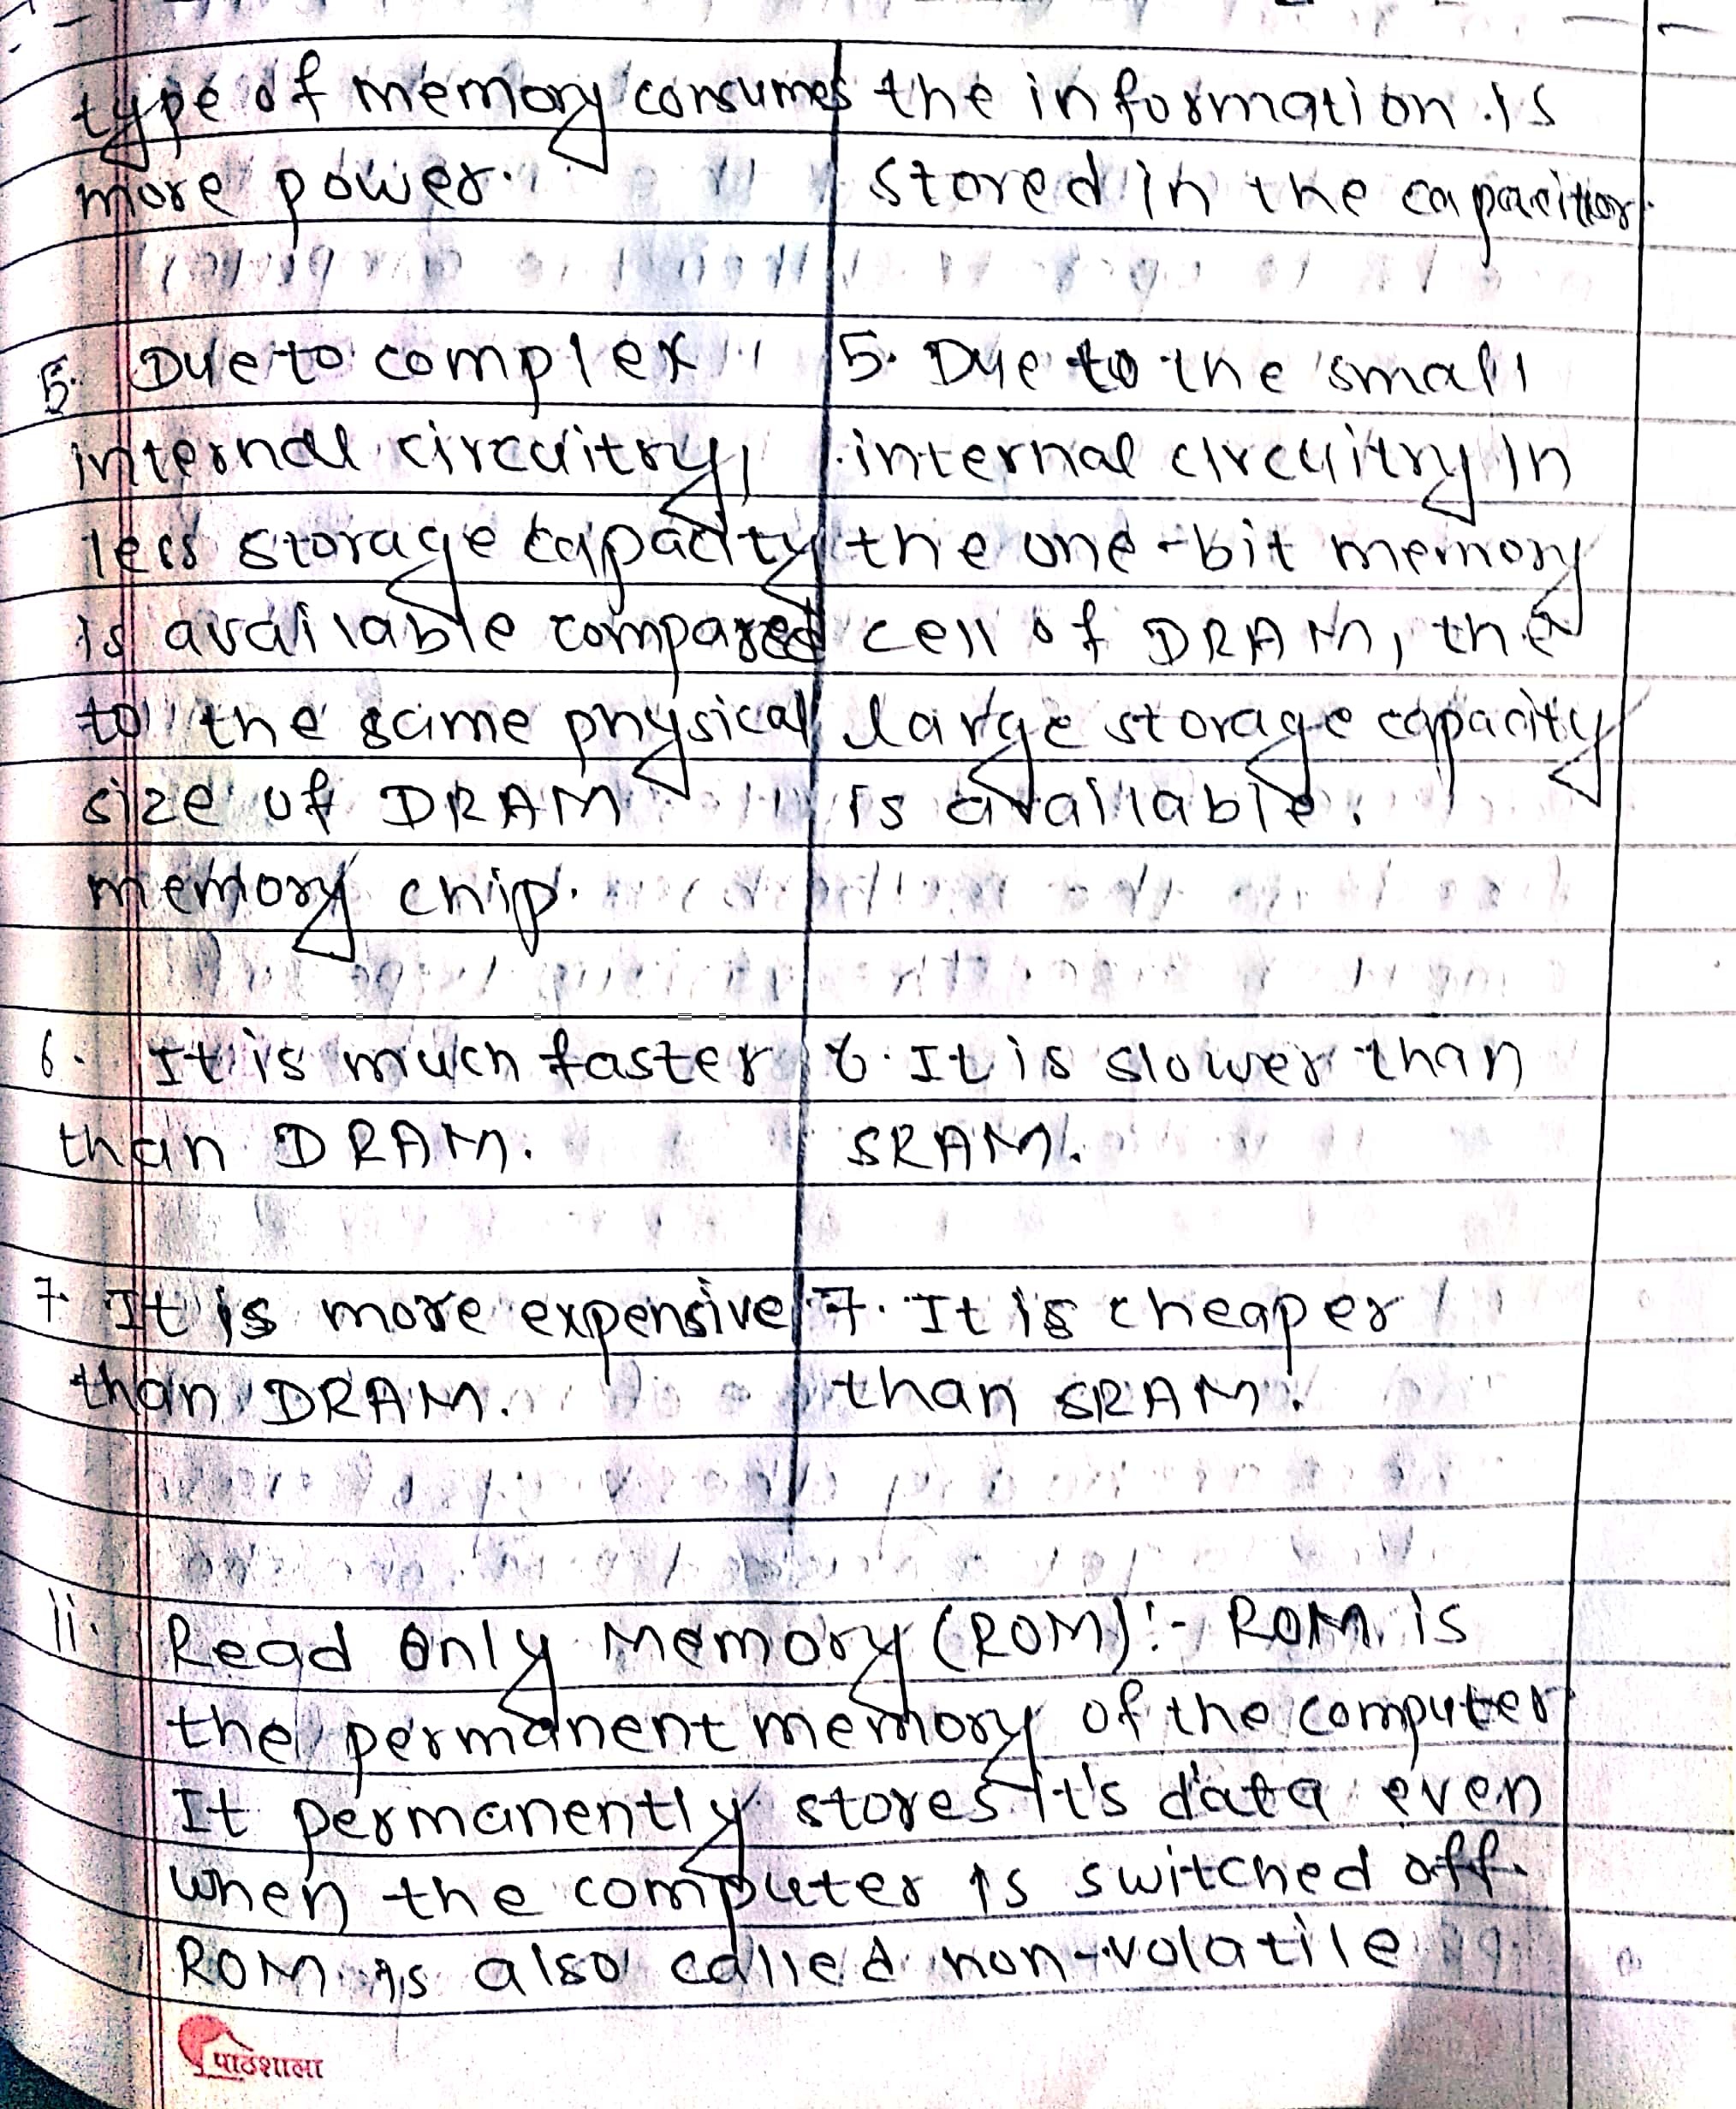 type of memory consumes
more power.
5. Due to complex
internal circuitry,
less storage capacity
is available compared
to the same physical
size of DRAM
memory chip.
6. It is much faster
than DRAM.
7. It is more expensive
than DRAM.
the information is
stored in the capacitor.
5. Due to the small
internal circuitry in
the one-bit memory
cell of DRAM, the
large storage capacity
is available.
6. It is slower than
SRAM.
7. It is cheaper
than SRAM.
ii. Read Only Memory (ROM):- ROM is
the permanent memory of the computer
It permanently stores it's data even
when the computer is switched off.
ROM is also called non-volatile
पाठशाला